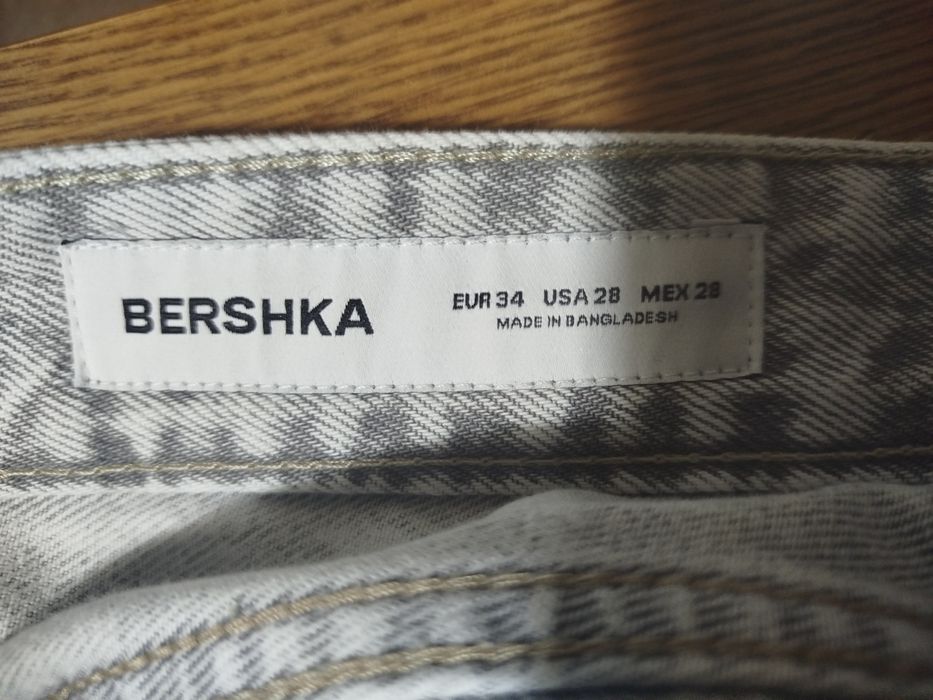 BERSHKA
EUR 34 USA 28 MEX 28
MADE IN BANGLADESH